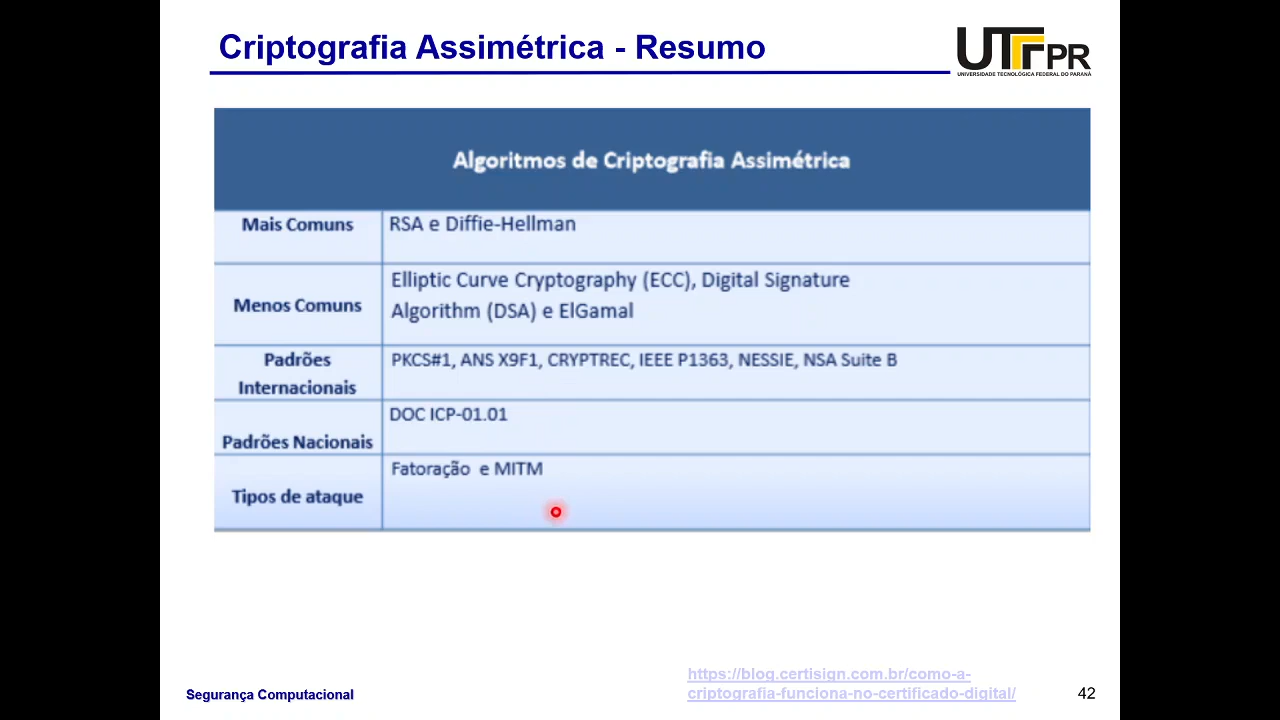 Criptografia Assimétrica - Resumo
UTFPR
UNIVERSIDADE TECNOLÓGICA FEDERAL DO PARANÁ
Algoritmos de Criptografia Assimétrica
Mais Comuns
RSA e Diffie-Hellman
Menos Comuns
Elliptic Curve Cryptography (ECC), Digital Signature
Algorithm (DSA) e ElGamal
Padrões
Internacionais
PKCS#1, ANS X9F1, CRYPTREC, IEEE P1363, NESSIE, NSA Suite B
Padrões Nacionais
DOC ICP-01.01
Tipos de ataque
Fatoração e MITM
https://blog.certisign.com.br/como-a-
criptografia-funciona-no-certificado-digital/
Segurança Computacional
42